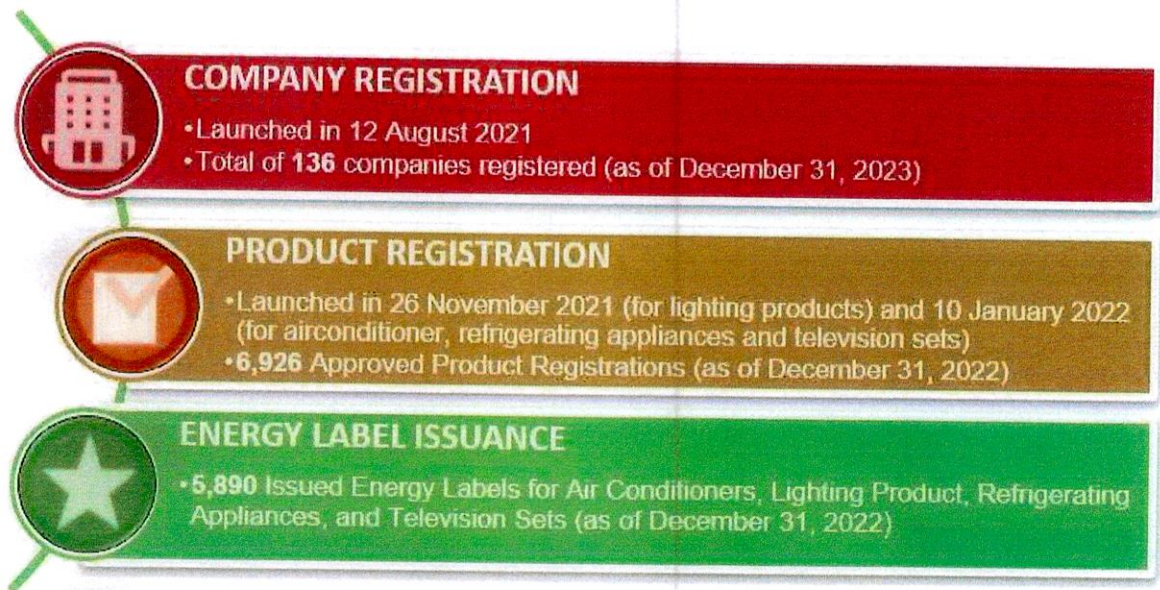 COMPANY REGISTRATION
•Launched in 12 August 2021
•Total of 136 companies registered (as of December 31, 2023)
PRODUCT REGISTRATION
•Launched in 26 November 2021 (for lighting products) and 10 January 2022
(for airconditioner, refrigerating appliances and television sets)
•6,926 Approved Product Registrations (as of December 31, 2022)
ENERGY LABEL ISSUANCE
•5,890 Issued Energy Labels for Air Conditioners, Lighting Product, Refrigerating
Appliances, and Television Sets (as of December 31, 2022)